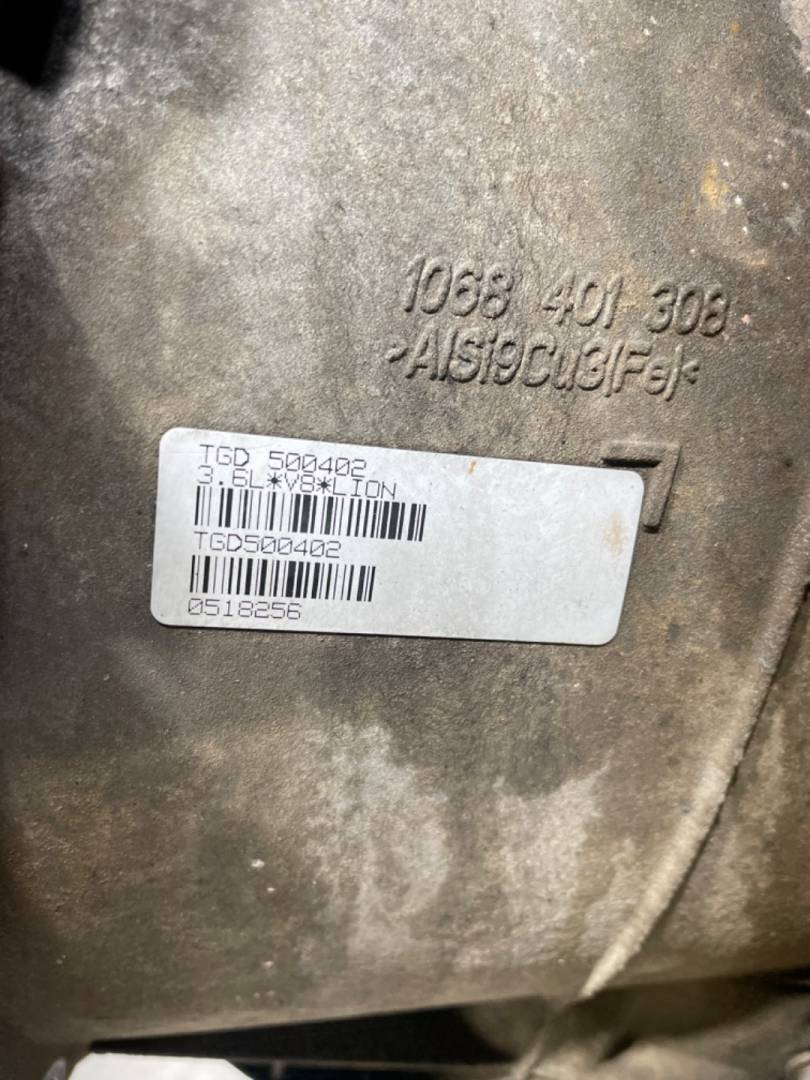 1068 401 308
>AlSi9Cu3(Fe)<
TGD 500402
3.6L*V8*LION
TGD500402
0518256